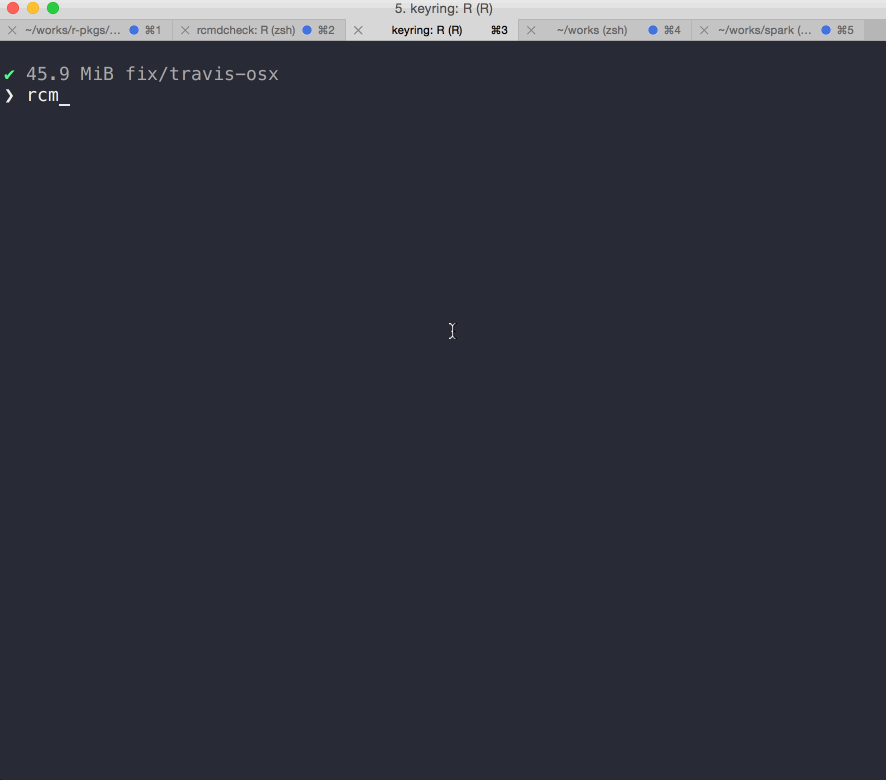 5. keyring: R (R)
~/works/r-pkgs/... ⌘1 rcmdcheck: R (zsh) ⌘2 keyring: R (R) ⌘3 ~/works (zsh) ⌘4 ~/works/spark (... ⌘5
✔ 45.9 MiB fix/travis-osx
❯ rcm_